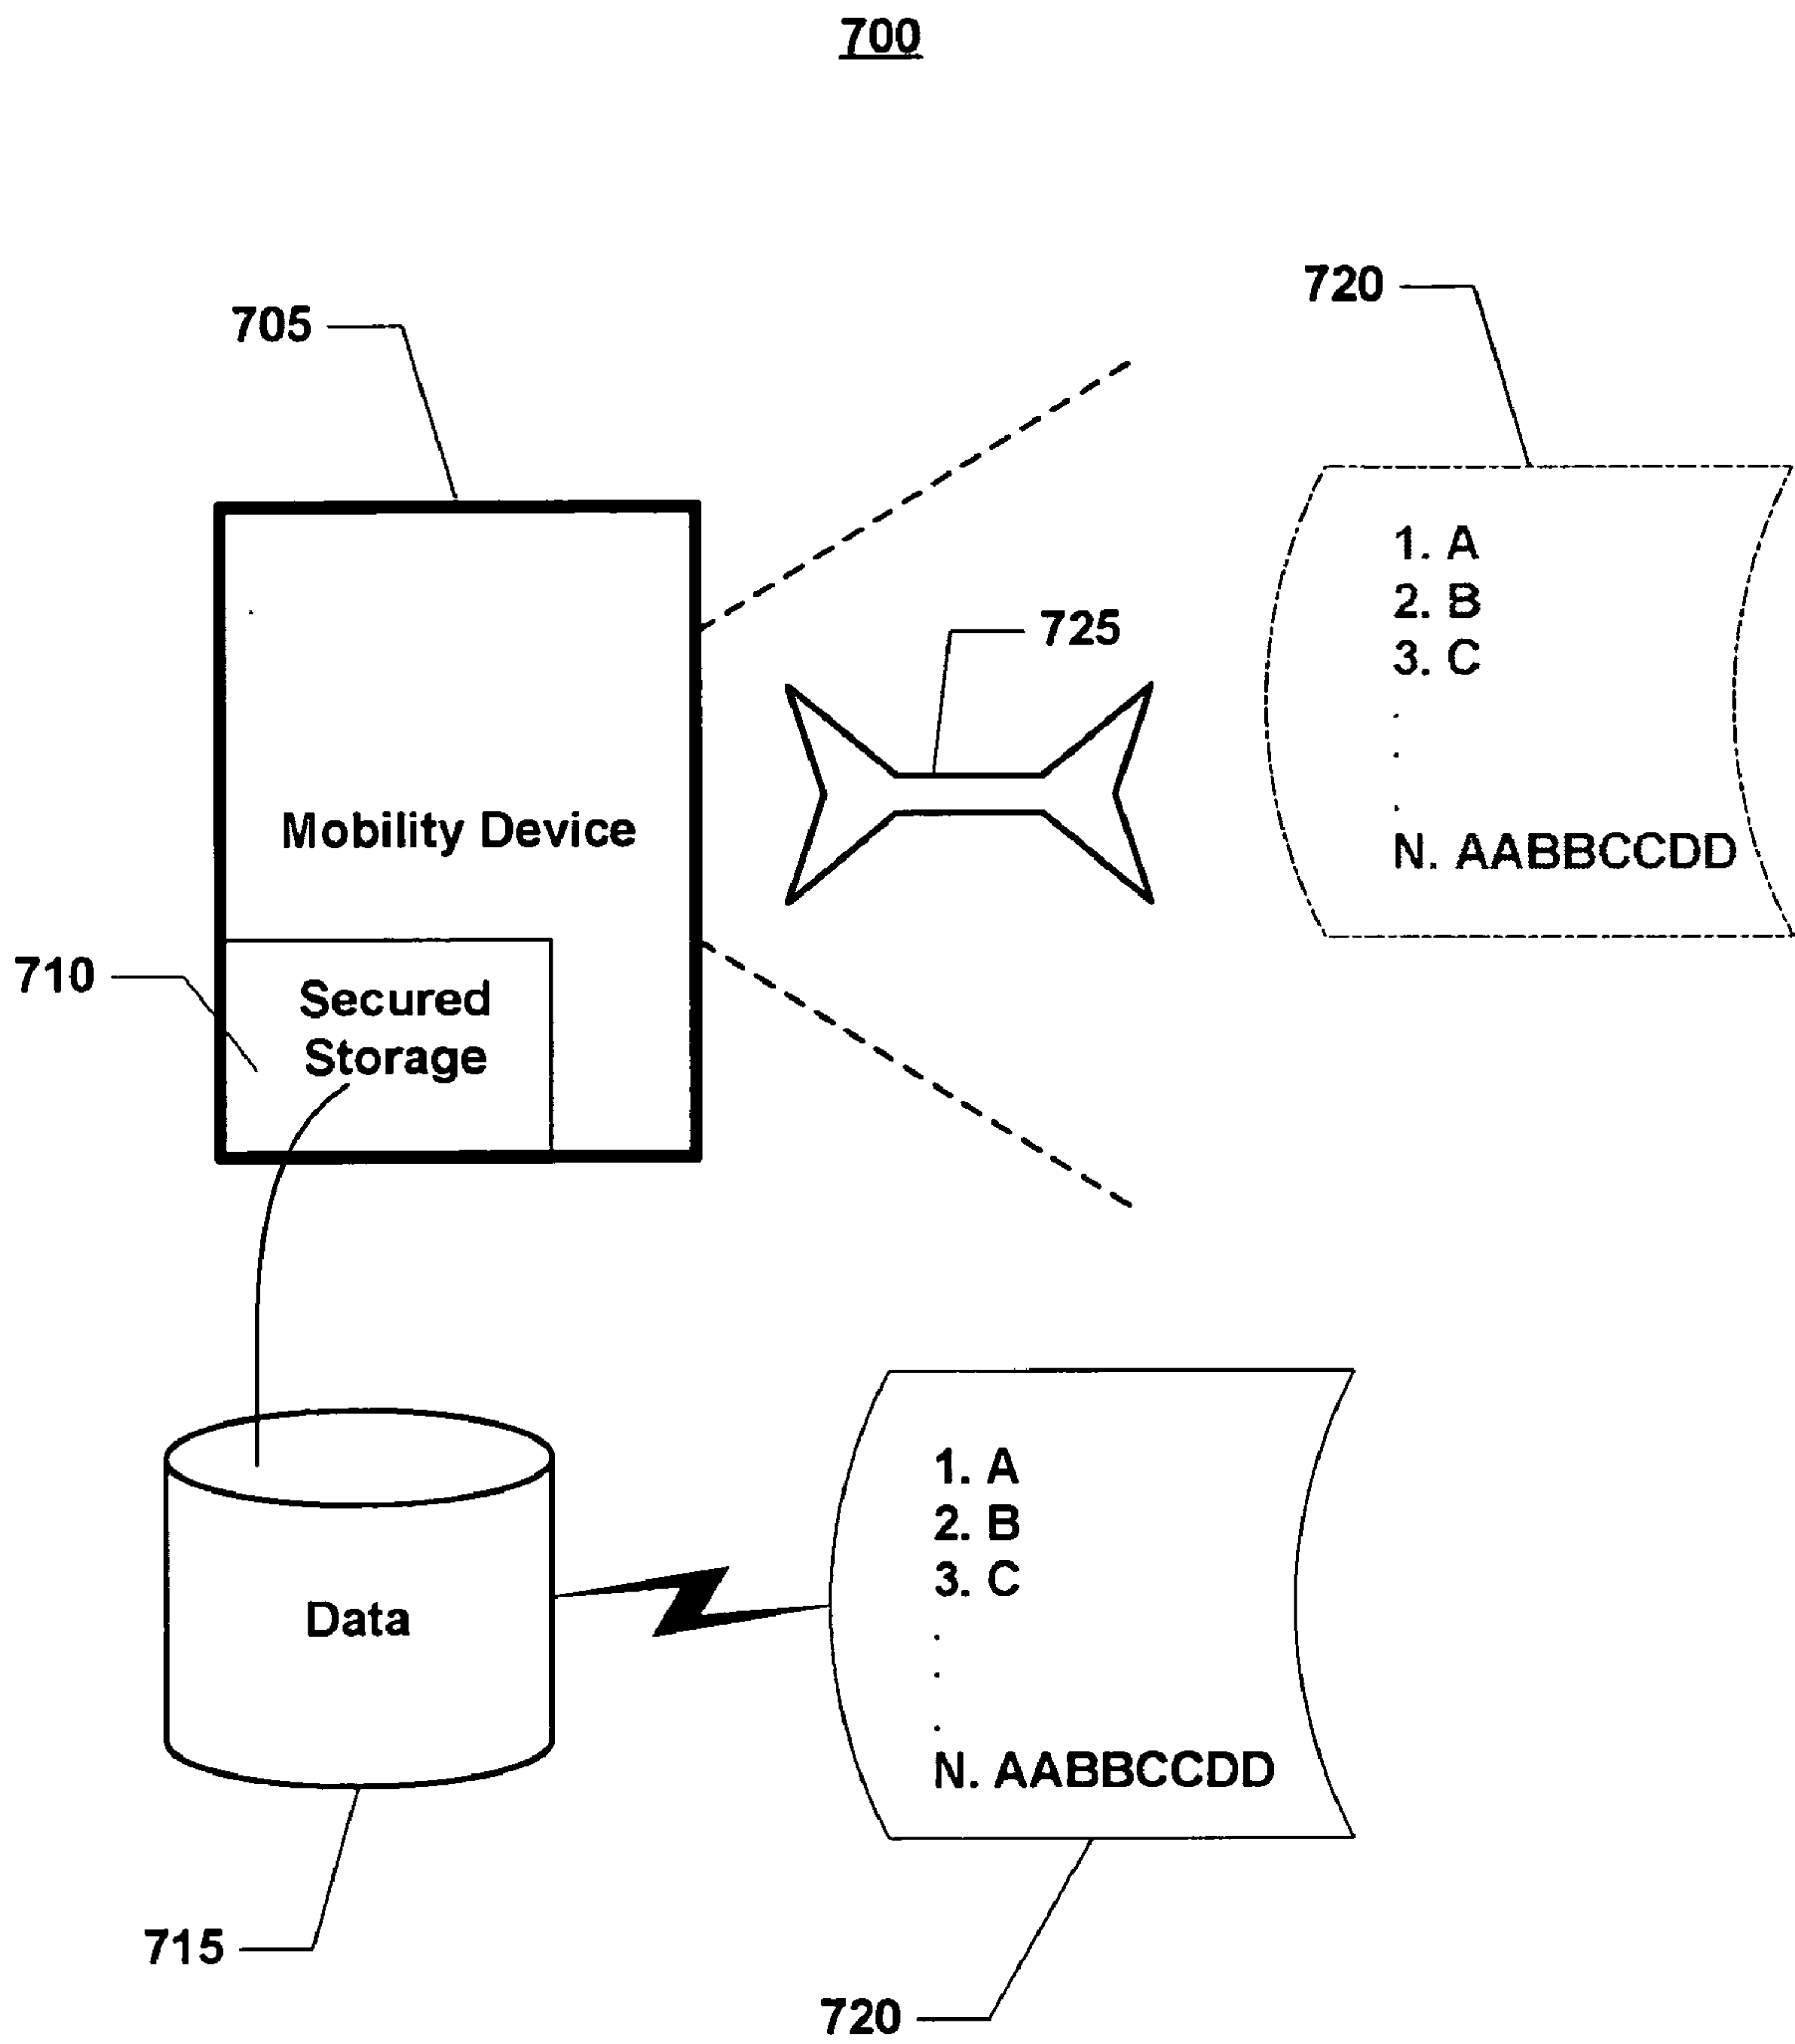 700
705
720
1. A
2. B
3. C
.
.
.
N. AABBCCDD
725
Mobility Device
710
Secured
Storage
1. A
2. B
3. C
.
.
.
N. AABBCCDD
Data
715
720